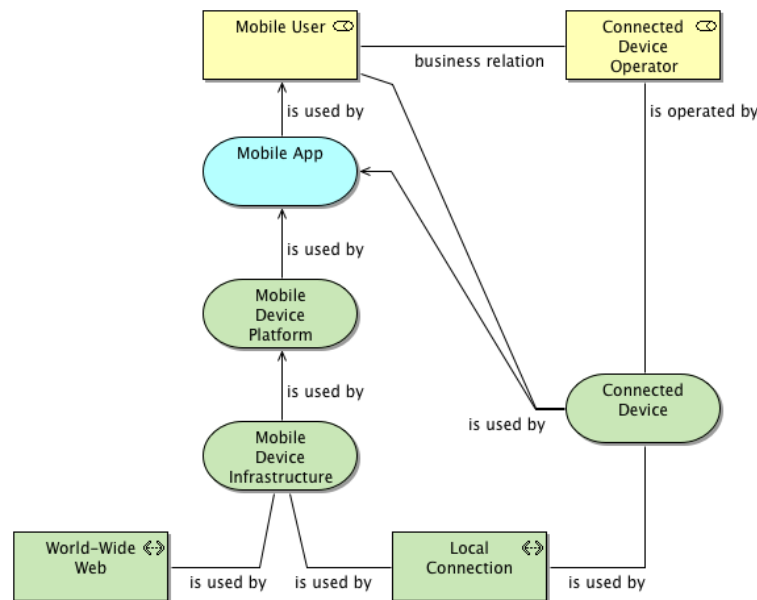 Mobile User
Connected
Device
Operator
business relation
is used by
is operated by
Mobile App
is used by
Mobile
Device
Platform
is used by
Connected
Device
is used by
Mobile
Device
Infrastructure
World-Wide
Web
Local
Connection
is used by
is used by
is used by